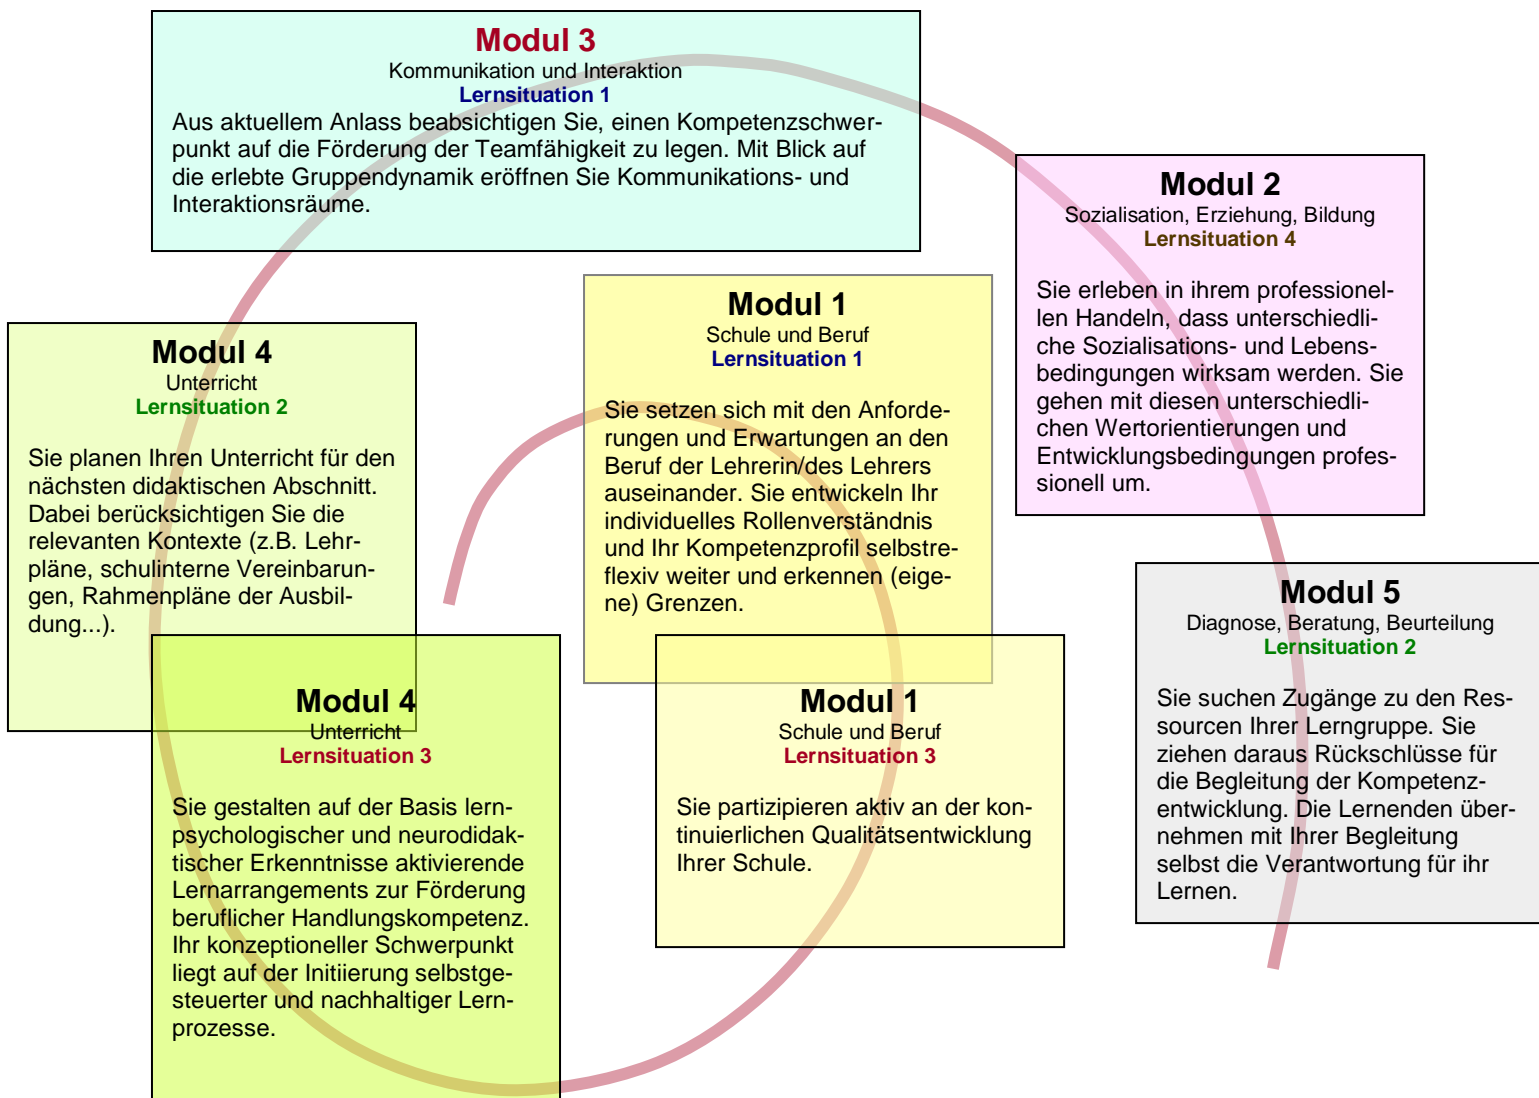 Modul 3
Kommunikation und Interaktion
Lernsituation 1
Aus aktuellem Anlass beabsichtigen Sie, einen Kompetenzschwer-
punkt auf die Förderung der Teamfähigkeit zu legen. Mit Blick auf
die erlebte Gruppendynamik eröffnen Sie Kommunikations- und
Interaktionsräume.
Modul 2
Sozialisation, Erziehung, Bildung
Lernsituation 4
Sie erleben in ihrem professionel-
len Handeln, dass unterschiedli-
che Sozialisations- und Lebens-
bedingungen wirksam werden. Sie
gehen mit diesen unterschiedli-
chen Wertorientierungen und
Entwicklungsbedingungen profes-
sionell um.
Modul 1
Schule und Beruf
Lernsituation 1
Sie setzen sich mit den Anforde-
rungen und Erwartungen an den
Beruf der Lehrerin/des Lehrers
auseinander. Sie entwickeln Ihr
individuelles Rollenverständnis
und Ihr Kompetenzprofil selbstre-
flexiv weiter und erkennen (eige-
ne) Grenzen.
Modul 4
Unterricht
Lernsituation 2
Sie planen Ihren Unterricht für den
nächsten didaktischen Abschnitt.
Dabei berücksichtigen Sie die
relevanten Kontexte (z.B. Lehr-
pläne, schulinterne Vereinbarun-
gen, Rahmenpläne der Ausbil-
dung...).
Modul 5
Diagnose, Beratung, Beurteilung
Lernsituation 2
Sie suchen Zugänge zu den Res-
sourcen Ihrer Lerngruppe. Sie
ziehen daraus Rückschlüsse für
die Begleitung der Kompetenz-
entwicklung. Die Lernenden über-
nehmen mit Ihrer Begleitung
selbst die Verantwortung für ihr
Lernen.
Modul 4
Unterricht
Lernsituation 3
Sie gestalten auf der Basis lern-
psychologischer und neurodidak-
tischer Erkenntnisse aktivierende
Lernarrangements zur Förderung
beruflicher Handlungskompetenz.
Ihr konzeptioneller Schwerpunkt
liegt auf der Initiierung selbstge-
steuerter und nachhaltiger Lern-
prozesse.
Modul 1
Schule und Beruf
Lernsituation 3
Sie partizipieren aktiv an der kon-
tinuierlichen Qualitätsentwicklung
Ihrer Schule.